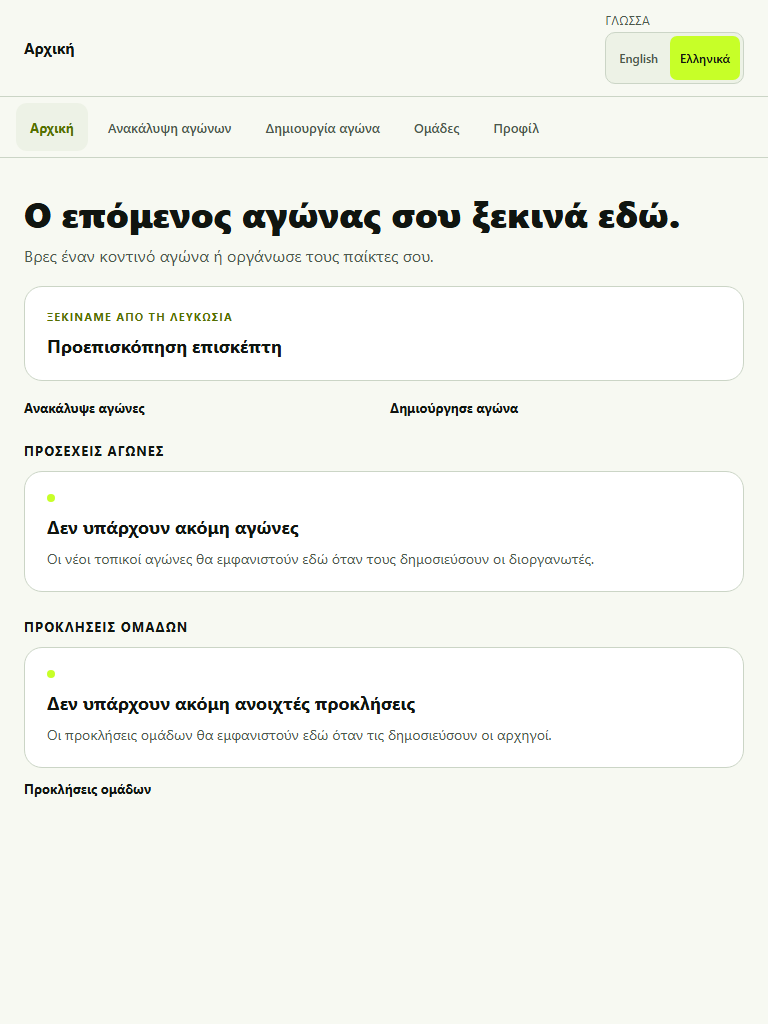 Αρχική
ΓΛΩΣΣΑ
English
Ελληνικά
Αρχική
Ανακάλυψη αγώνων
Δημιουργία αγώνα
Ομάδες
Προφίλ
Ο επόμενος αγώνας σου ξεκινά εδώ.
Βρες έναν κοντινό αγώνα ή οργάνωσε τους παίκτες σου.
ΞΕΚΙΝΑΜΕ ΑΠΟ ΤΗ ΛΕΥΚΩΣΙΑ
Προεπισκόπηση επισκέπτη
Ανακάλυψε αγώνες
Δημιούργησε αγώνα
ΠΡΟΣΕΧΕΙΣ ΑΓΩΝΕΣ
Δεν υπάρχουν ακόμη αγώνες
Οι νέοι τοπικοί αγώνες θα εμφανιστούν εδώ όταν τους δημοσιεύσουν οι διοργανωτές.
ΠΡΟΚΛΗΣΕΙΣ ΟΜΑΔΩΝ
Δεν υπάρχουν ακόμη ανοιχτές προκλήσεις
Οι προκλήσεις ομάδων θα εμφανιστούν εδώ όταν τις δημοσιεύσουν οι αρχηγοί.
Προκλήσεις ομάδων